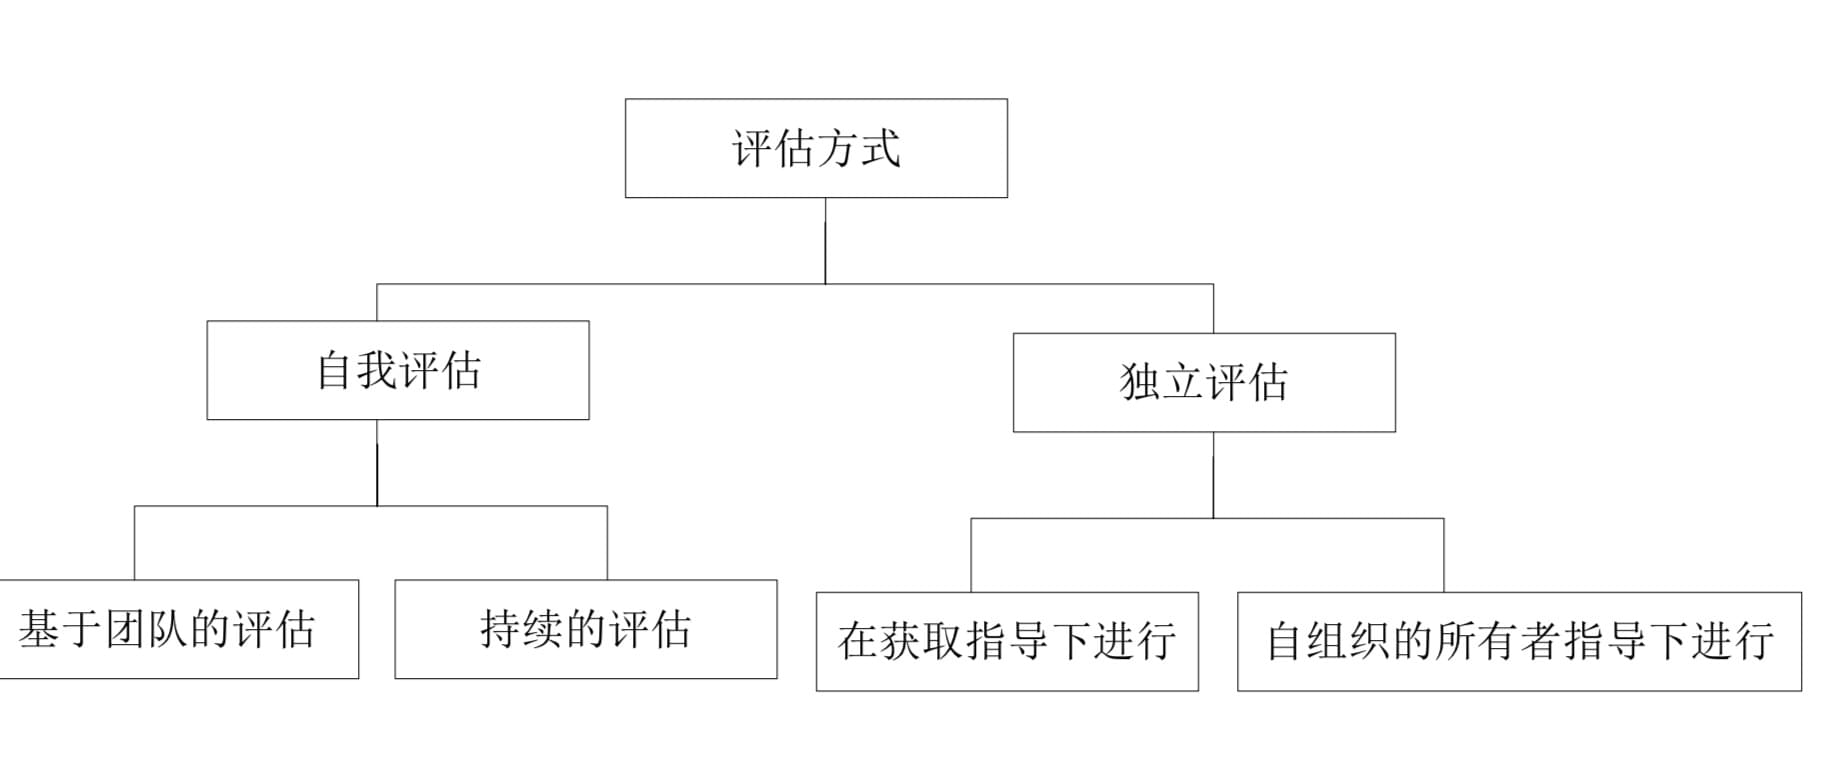 评估方式
自我评估
独立评估
基于团队的评估
持续的评估
在获取指导下进行
自组织的所有者指导下进行